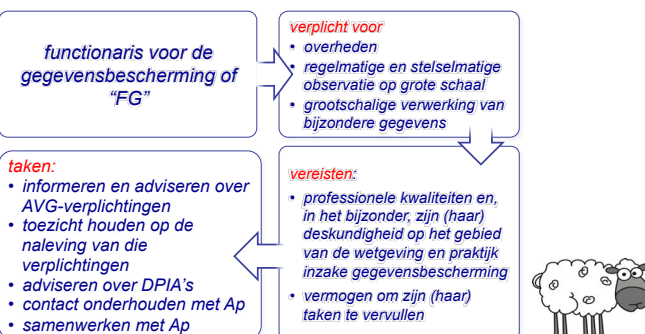 functionaris voor de
gegevensbescherming of
“FG”
verplicht voor
• overheden
• regelmatige en stelselmatige
observatie op grote schaal
• grootschalige verwerking van
bijzondere gegevens
vereisten:
• professionele kwaliteiten en,
in het bijzonder, zijn (haar)
deskundigheid op het gebied
van de wetgeving en praktijk
inzake gegevensbescherming
• vermogen om zijn (haar)
taken te vervullen
taken:
• informeren en adviseren over
AVG-verplichtingen
• toezicht houden op de
naleving van die
verplichtingen
• adviseren over DPIA’s
• contact onderhouden met Ap
• samenwerken met Ap